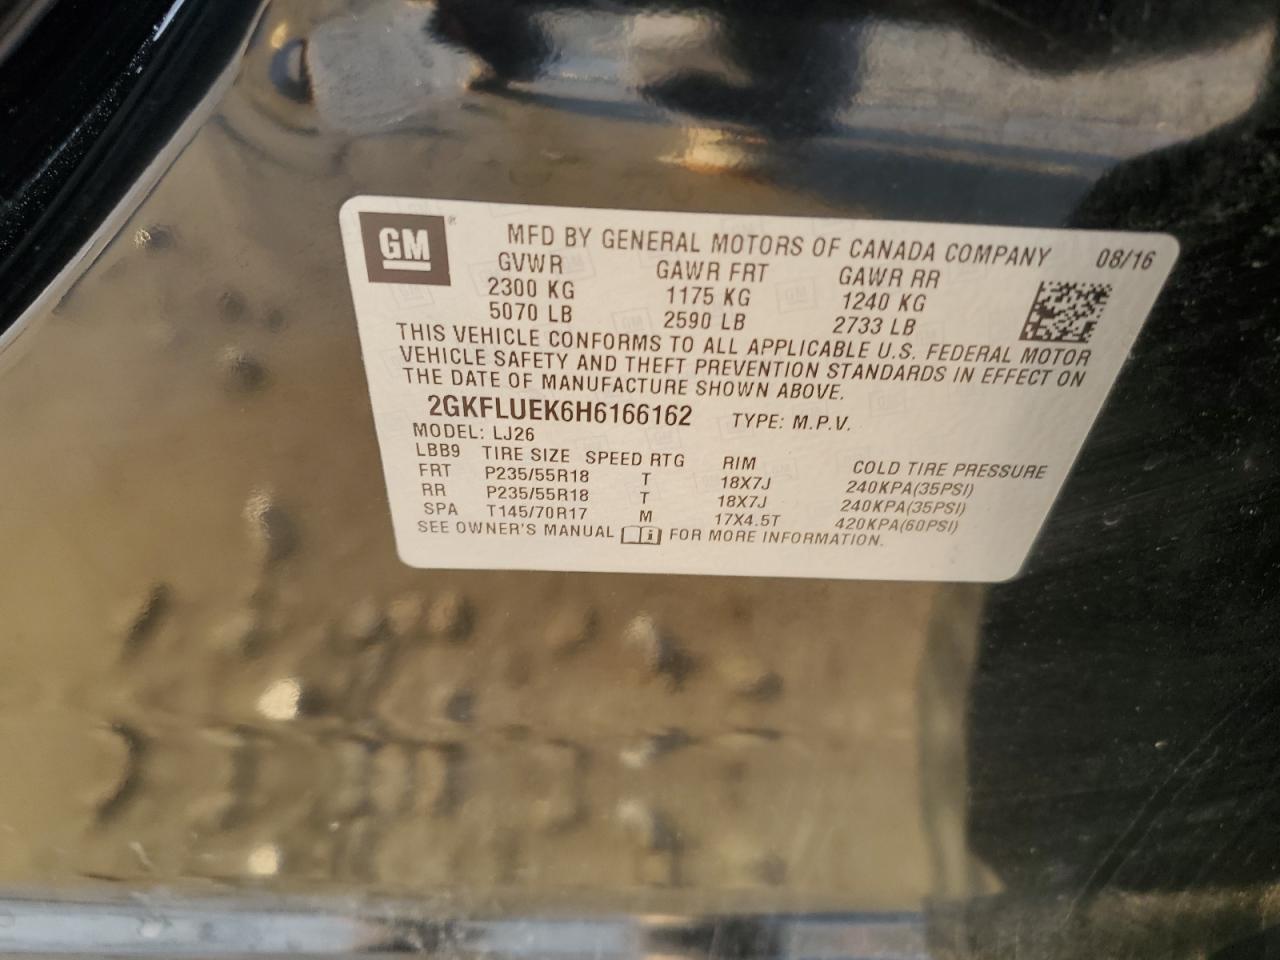 GM ®
MFD BY GENERAL MOTORS OF CANADA COMPANY 08/16
GVWR GAWR FRT GAWR RR
2300 KG 1175 KG 1240 KG
5070 LB 2590 LB 2733 LB
THIS VEHICLE CONFORMS TO ALL APPLICABLE U.S. FEDERAL MOTOR
VEHICLE SAFETY AND THEFT PREVENTION STANDARDS IN EFFECT ON
THE DATE OF MANUFACTURE SHOWN ABOVE.
2GKFLUEK6H6166162 TYPE: M.P.V.
MODEL: LJ26
LBB9 TIRE SIZE SPEED RTG RIM COLD TIRE PRESSURE
FRT P235/55R18 T 18X7J 240KPA(35PSI)
RR P235/55R18 T 18X7J 240KPA(35PSI)
SPA T145/70R17 M 17X4.5T 420KPA(60PSI)
SEE OWNER'S MANUAL i FOR MORE INFORMATION.